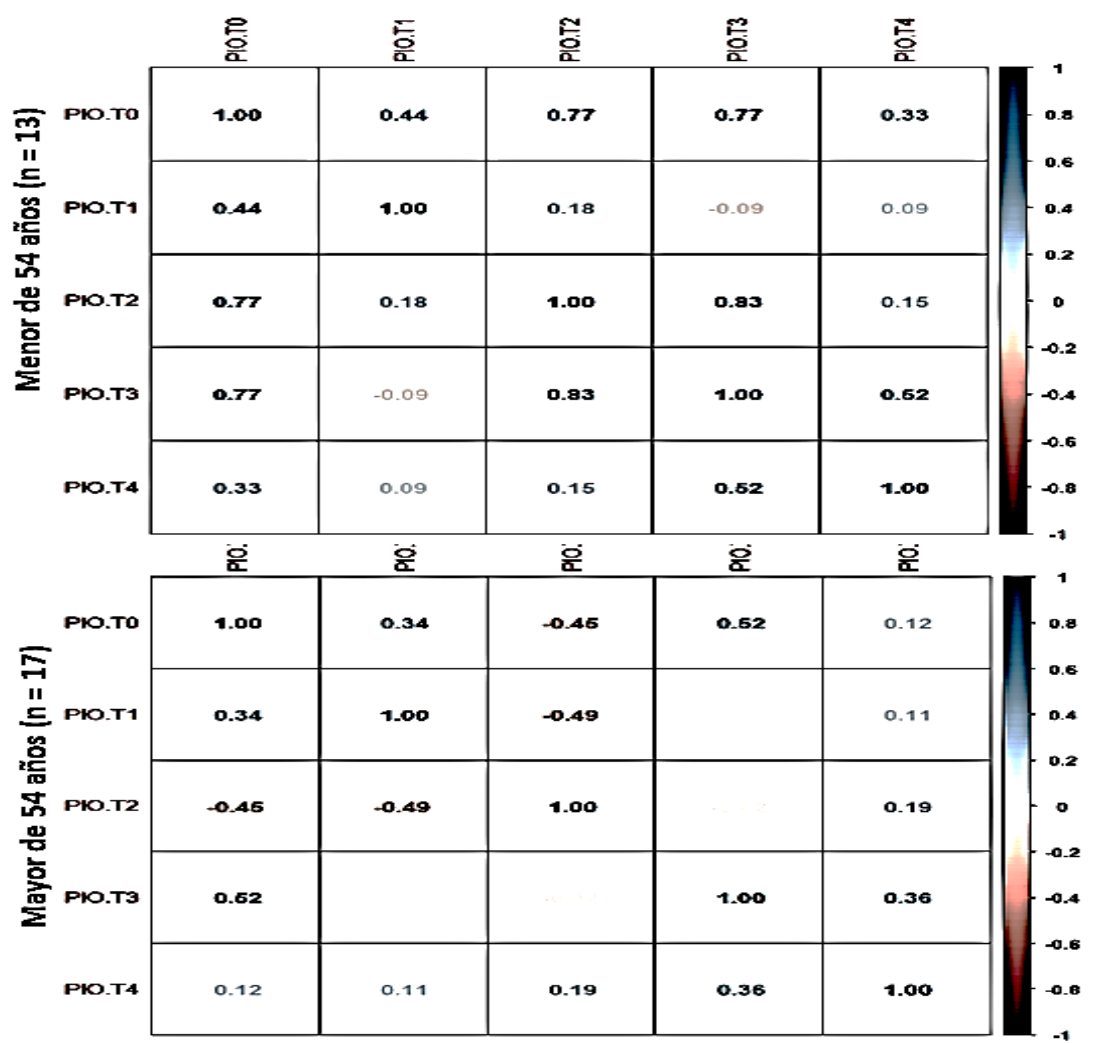 PIO.T0 PIO.T1 PIO.T2 PIO.T3 PIO.T4
Menor de 54 años (n = 13)
PIO.T0 1.00 0.44 0.77 0.77 0.33
PIO.T1 0.44 1.00 0.18 -0.09 0.09
PIO.T2 0.77 0.18 1.00 0.83 0.15
PIO.T3 0.77 -0.09 0.83 1.00 0.52
PIO.T4 0.33 0.09 0.15 0.52 1.00
1
0.8
0.6
0.4
0.2
0
-0.2
-0.4
-0.6
-0.8
-1
PIO. PIO. PIO. PIO. PIO.
Mayor de 54 años (n = 17)
PIO.T0 1.00 0.34 -0.45 0.52 0.12
PIO.T1 0.34 1.00 -0.49 0.11
PIO.T2 -0.45 -0.49 1.00 0.19
PIO.T3 0.52 1.00 0.36
PIO.T4 0.12 0.11 0.19 0.36 1.00
1
0.8
0.6
0.4
0.2
0
-0.2
-0.4
-0.6
-0.8
-1